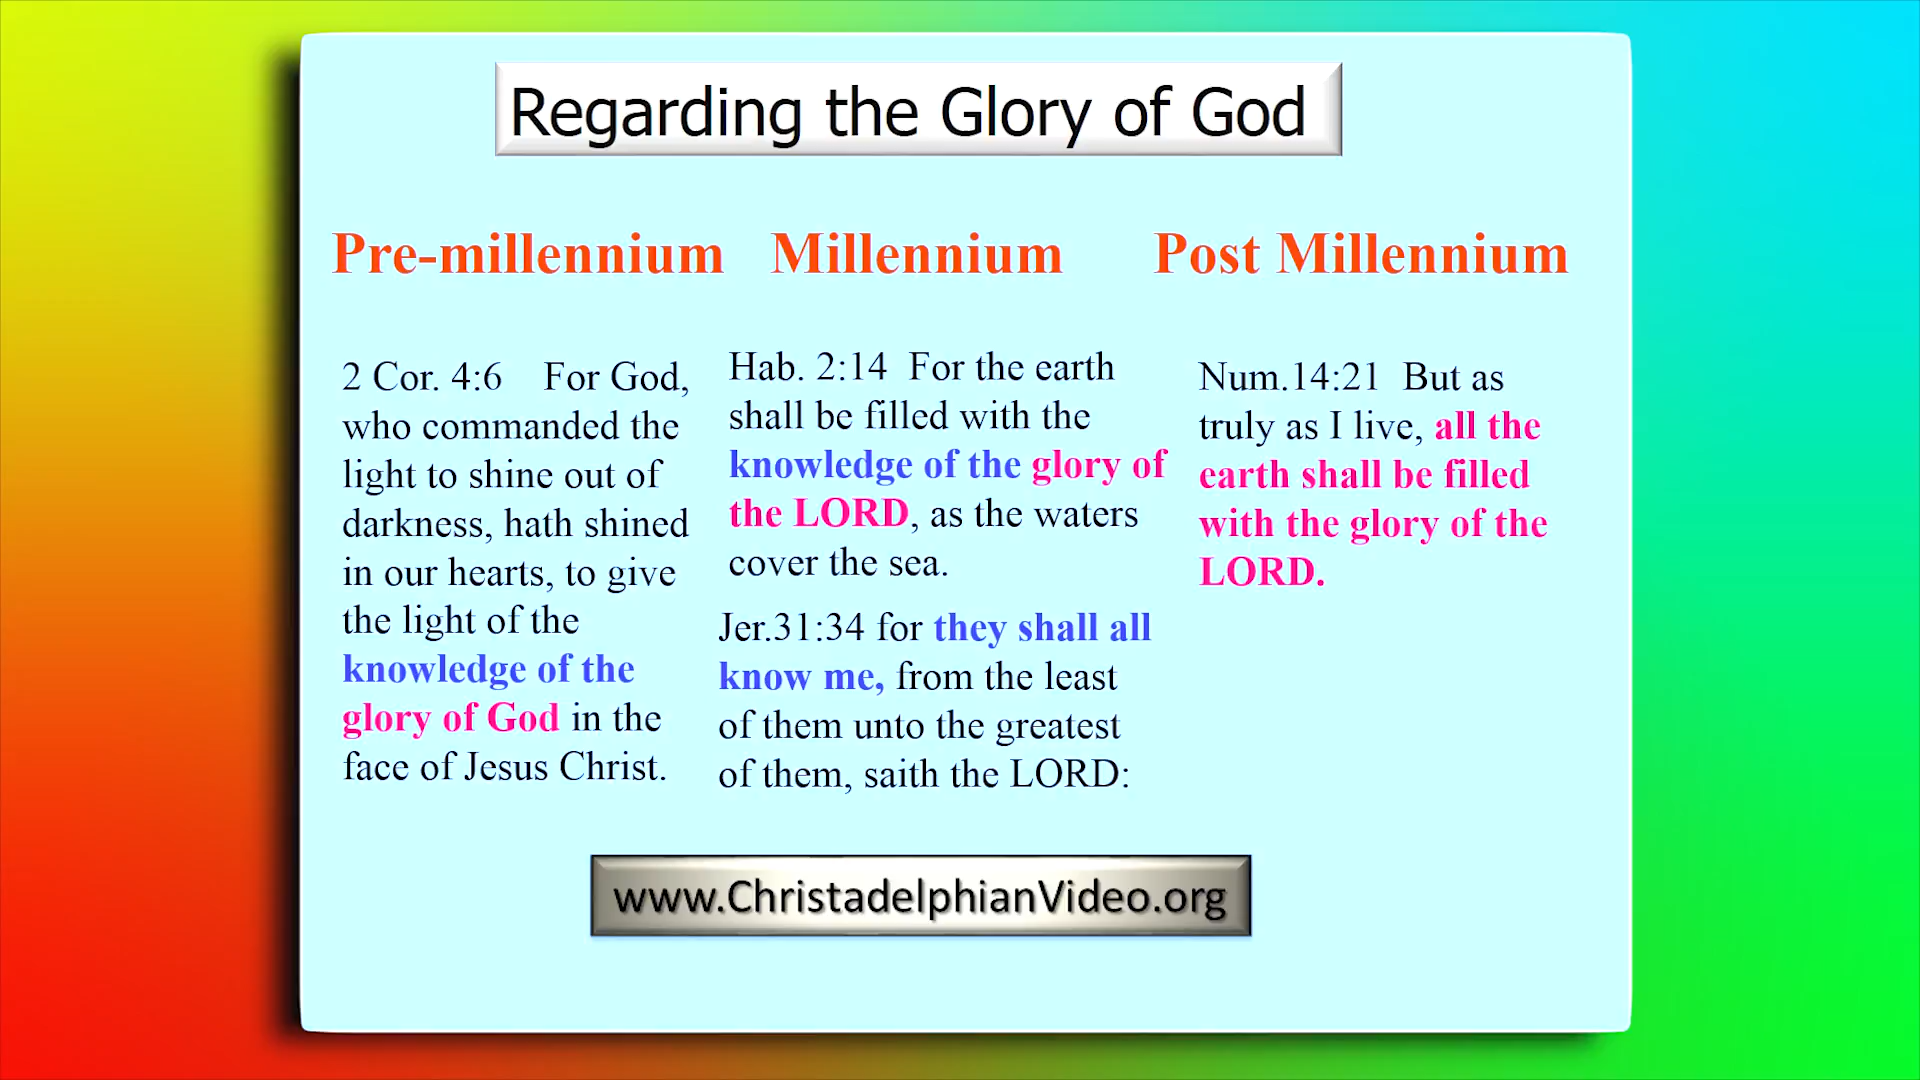 Regarding the Glory of God
Pre-millennium
Millennium
Post Millennium
2 Cor. 4:6 For God,
who commanded the
light to shine out of
darkness, hath shined
in our hearts, to give
the light of the
knowledge of the
glory of God in the
face of Jesus Christ.
Hab. 2:14 For the earth
shall be filled with the
knowledge of the glory of
the LORD, as the waters
cover the sea.
Jer.31:34 for they shall all
know me, from the least
of them unto the greatest
of them, saith the LORD:
Num.14:21 But as
truly as I live, all the
earth shall be filled
with the glory of the
LORD.
www.ChristadelphianVideo.org